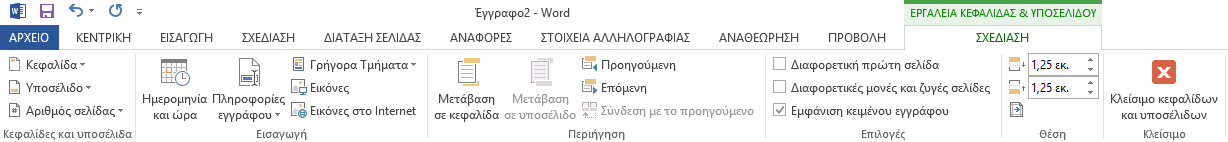 Έγγραφο2 - Word
ΕΡΓΑΛΕΙΑ ΚΕΦΑΛΙΔΑΣ & ΥΠΟΣΕΛΙΔΟΥ
ΑΡΧΕΙΟ ΚΕΝΤΡΙΚΗ ΕΙΣΑΓΩΓΗ ΣΧΕΔΙΑΣΗ ΔΙΑΤΑΞΗ ΣΕΛΙΔΑΣ ΑΝΑΦΟΡΕΣ ΣΤΟΙΧΕΙΑ ΑΛΛΗΛΟΓΡΑΦΙΑΣ ΑΝΑΘΕΩΡΗΣΗ ΠΡΟΒΟΛΗ ΣΧΕΔΙΑΣΗ
Κεφαλίδα
Υποσέλιδο
Αριθμός σελίδας
Κεφαλίδες και υποσέλιδα
Ημερομηνία
και ώρα
Πληροφορίες
εγγράφου
Γρήγορα Τμήματα
Εικόνες
Εικόνες στο Internet
Εισαγωγή
Μετάβαση
σε κεφαλίδα
Μετάβαση
σε υποσέλιδο
Προηγούμενη
Επόμενη
Σύνδεση με το προηγούμενο
Περιήγηση
Διαφορετική πρώτη σελίδα
Διαφορετικές μονές και ζυγές σελίδες
Εμφάνιση κειμένου εγγράφου
Επιλογές
1,25 εκ.
1,25 εκ.
Θέση
Κλείσιμο κεφαλίδων
και υποσέλιδων
Κλείσιμο